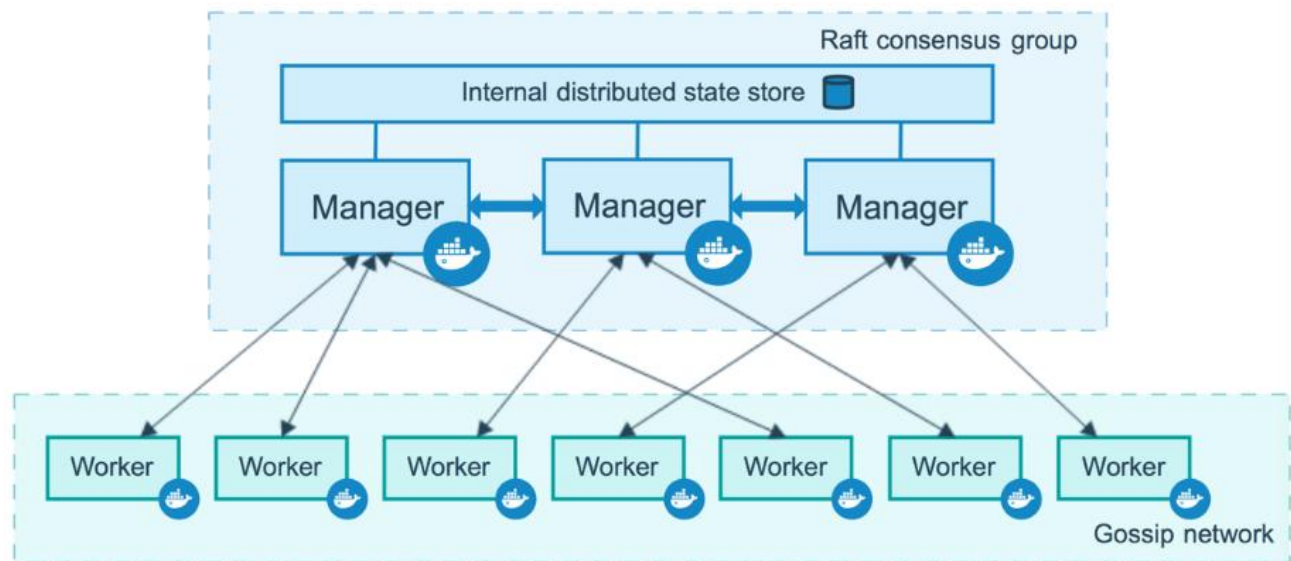 Raft consensus group
Internal distributed state store
Manager
Manager
Manager
Worker
Worker
Worker
Worker
Worker
Worker
Worker
Gossip network